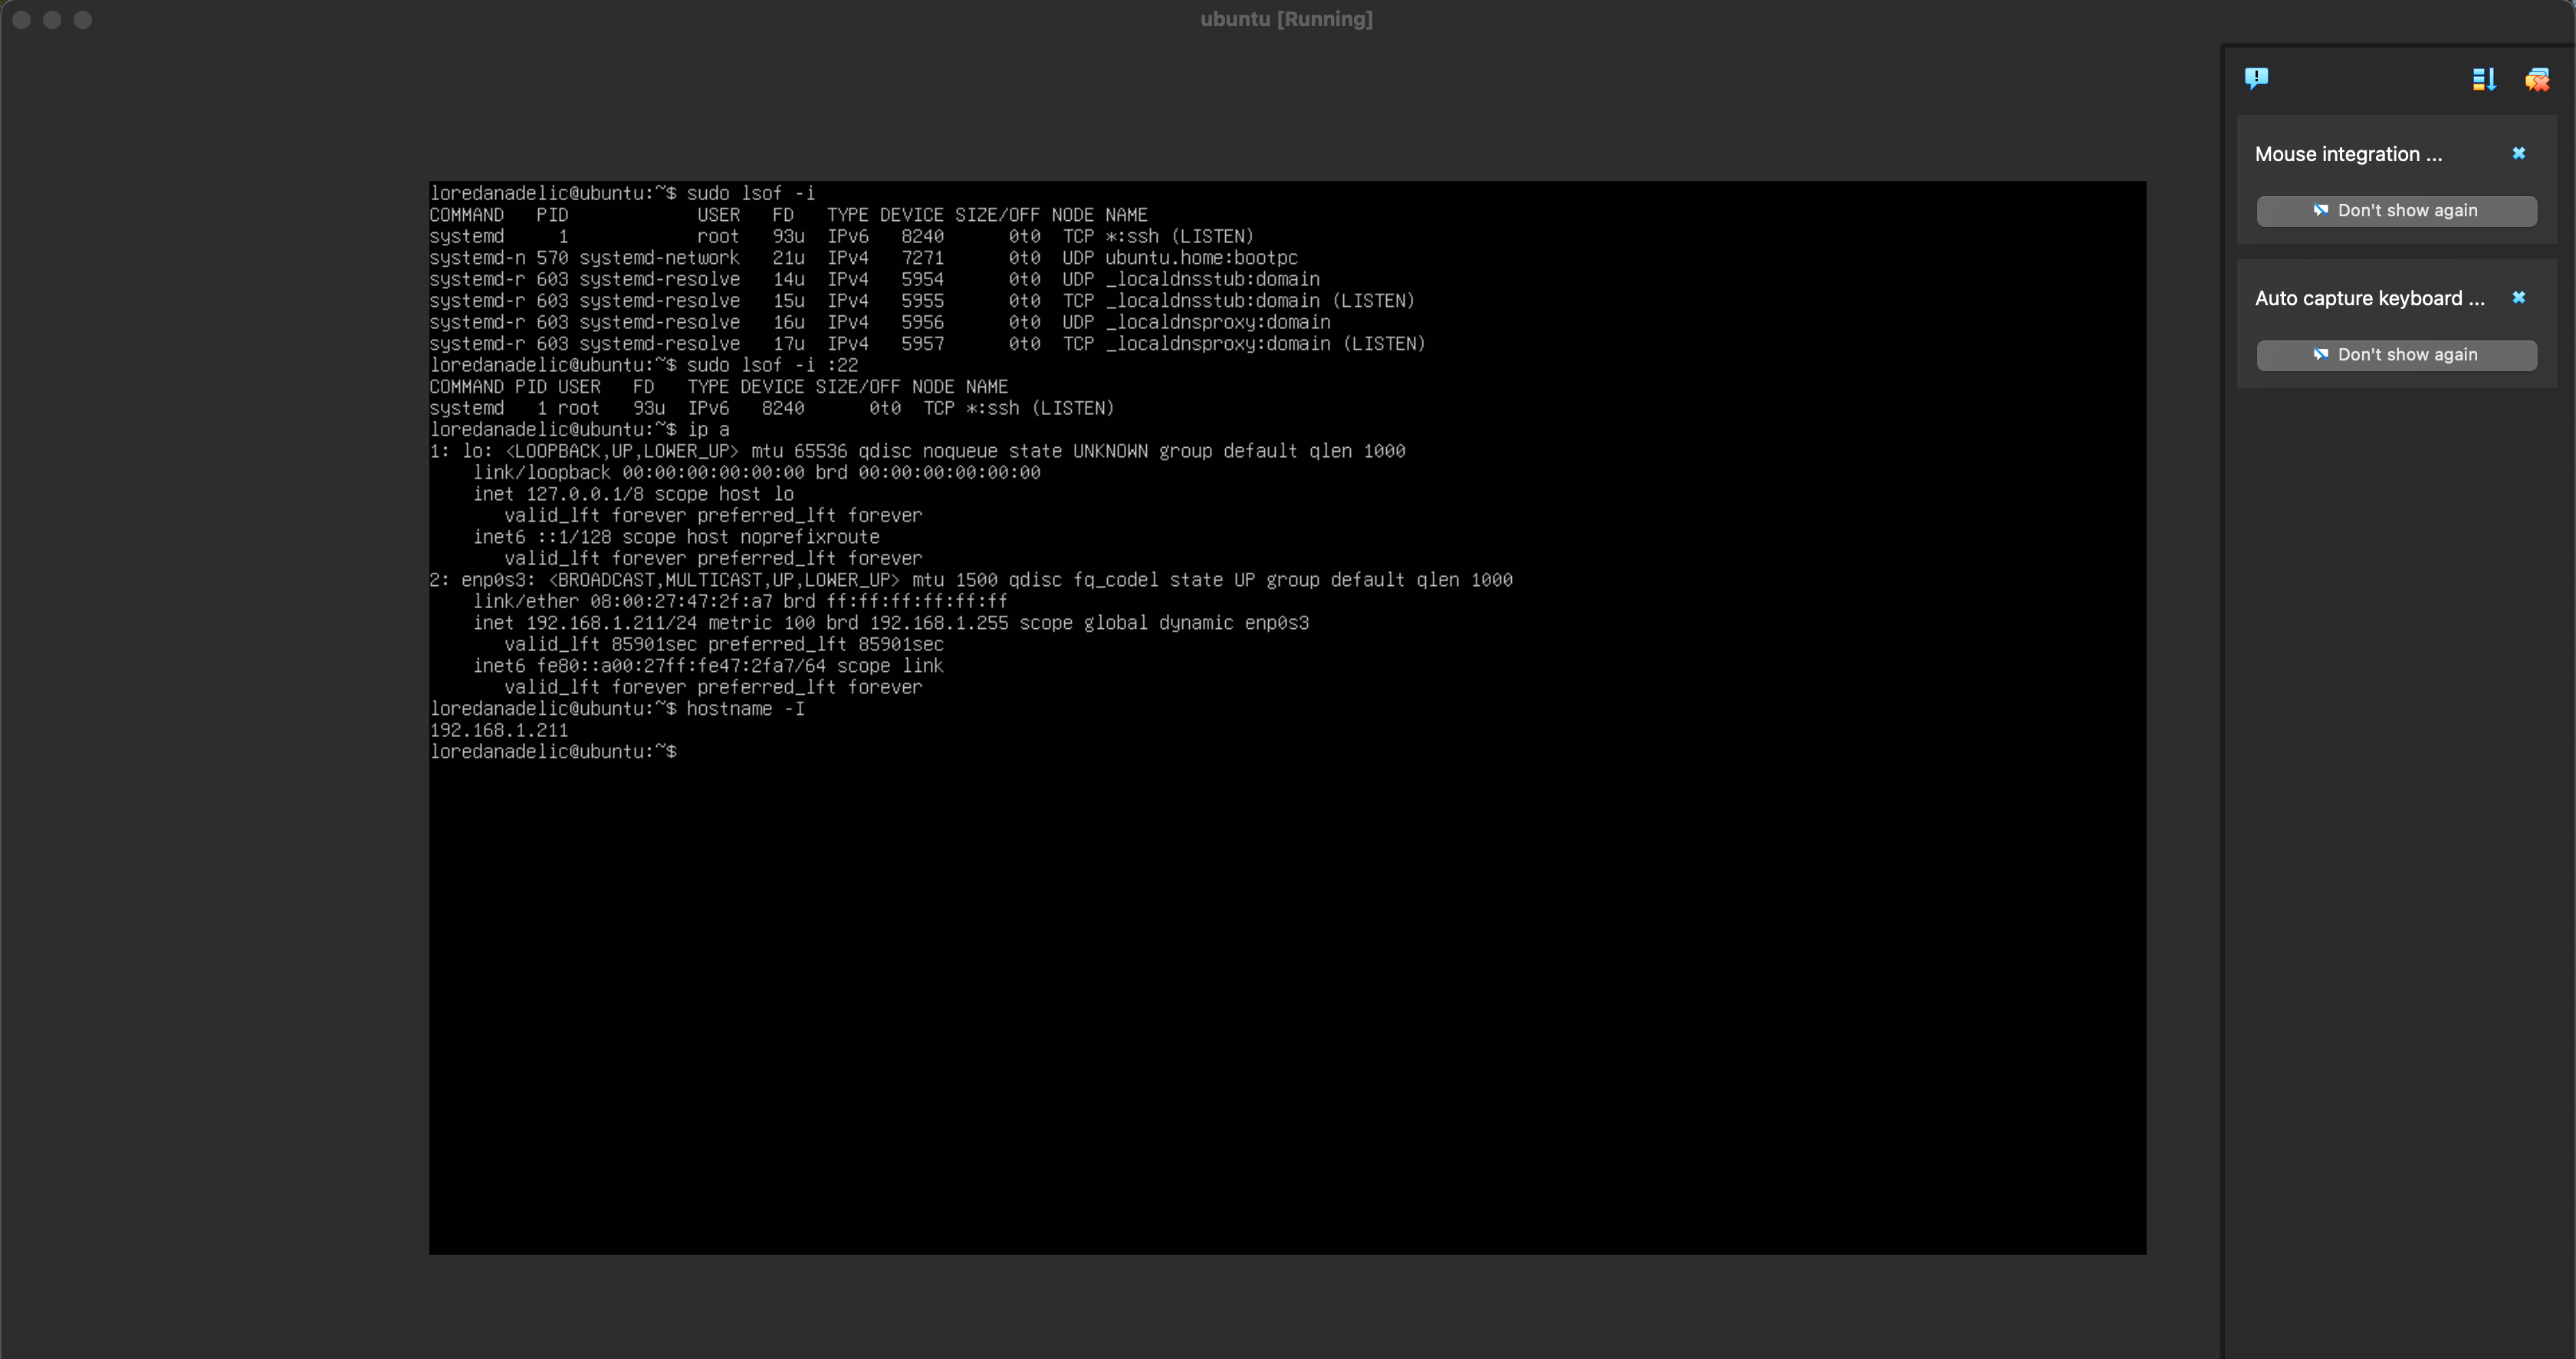 ubuntu [Running]
loredanadelic@ubuntu:~$ sudo lsof -i
COMMAND   PID            USER   FD   TYPE DEVICE SIZE/OFF NODE NAME
systemd     1            root   93u  IPv6   8240      0t0  TCP *:ssh (LISTEN)
systemd-n 570 systemd-network   21u  IPv4   7271      0t0  UDP ubuntu.home:bootpc
systemd-r 603 systemd-resolve   14u  IPv4   5954      0t0  UDP _localdnsstub:domain
systemd-r 603 systemd-resolve   15u  IPv4   5955      0t0  TCP _localdnsstub:domain (LISTEN)
systemd-r 603 systemd-resolve   16u  IPv4   5956      0t0  UDP _localdnsproxy:domain
systemd-r 603 systemd-resolve   17u  IPv4   5957      0t0  TCP _localdnsproxy:domain (LISTEN)
loredanadelic@ubuntu:~$ sudo lsof -i :22
COMMAND PID USER   FD   TYPE DEVICE SIZE/OFF NODE NAME
systemd   1 root   93u  IPv6   8240      0t0  TCP *:ssh (LISTEN)
loredanadelic@ubuntu:~$ ip a
1: lo: <LOOPBACK,UP,LOWER_UP> mtu 65536 qdisc noqueue state UNKNOWN group default qlen 1000
    link/loopback 00:00:00:00:00:00 brd 00:00:00:00:00:00
    inet 127.0.0.1/8 scope host lo
       valid_lft forever preferred_lft forever
    inet6 ::1/128 scope host noprefixroute
       valid_lft forever preferred_lft forever
2: enp0s3: <BROADCAST,MULTICAST,UP,LOWER_UP> mtu 1500 qdisc fq_codel state UP group default qlen 1000
    link/ether 08:00:27:47:2f:a7 brd ff:ff:ff:ff:ff:ff
    inet 192.168.1.211/24 metric 100 brd 192.168.1.255 scope global dynamic enp0s3
       valid_lft 85901sec preferred_lft 85901sec
    inet6 fe80::a00:27ff:fe47:2fa7/64 scope link
       valid_lft forever preferred_lft forever
loredanadelic@ubuntu:~$ hostname -I
192.168.1.211
loredanadelic@ubuntu:~$
Mouse integration ...
Don't show again
Auto capture keyboard ...
Don't show again